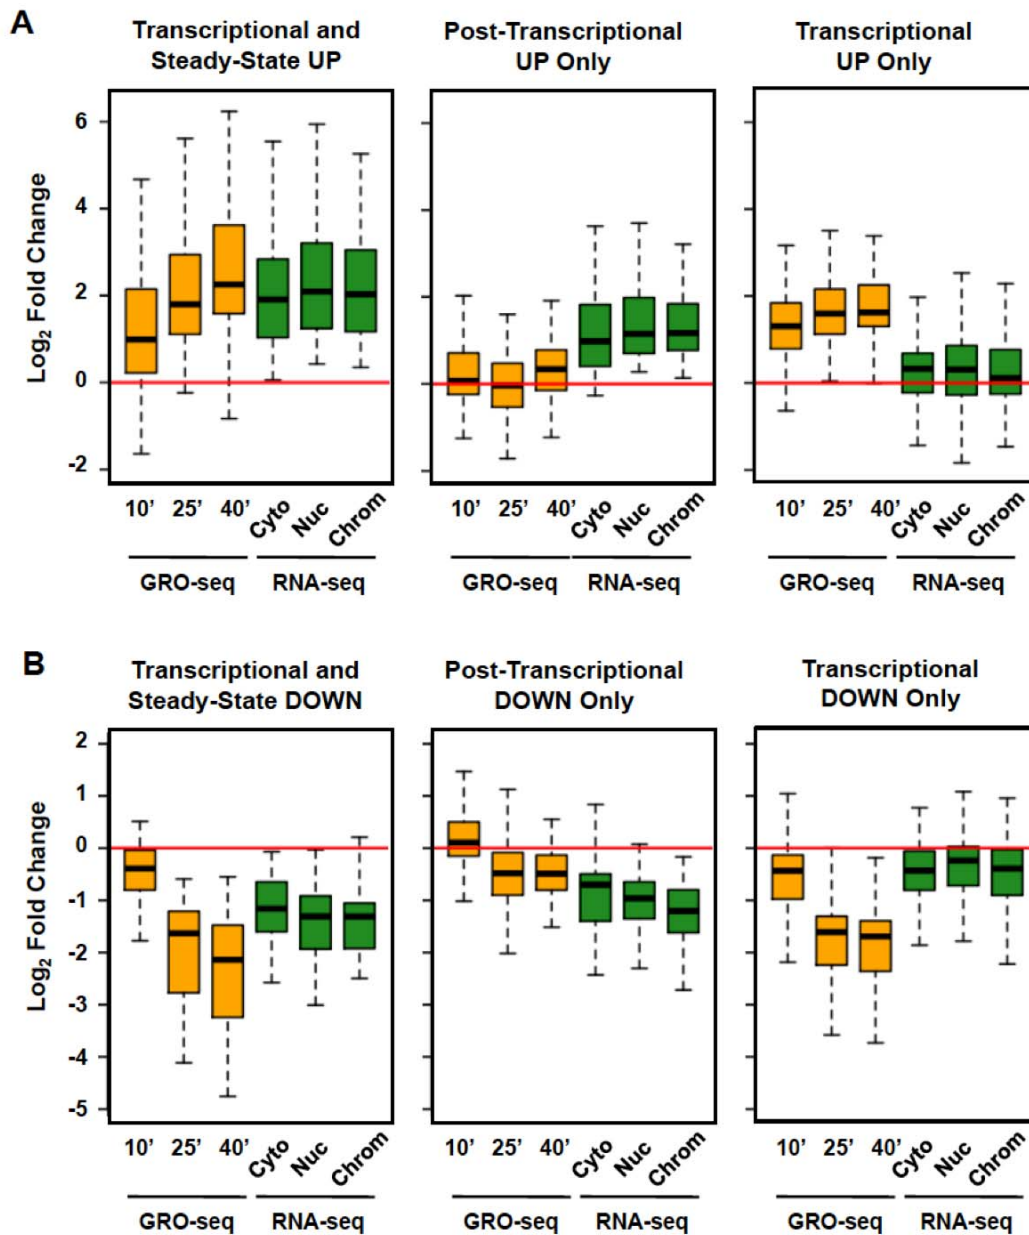 A
Transcriptional and
Steady-State UP
Post-Transcriptional
UP Only
Transcriptional
UP Only
Log2 Fold Change
6
4
2
0
-2
10' 25' 40' Cyto Nuc Chrom
10' 25' 40' Cyto Nuc Chrom
10' 25' 40' Cyto Nuc Chrom
GRO-seq RNA-seq
GRO-seq RNA-seq
GRO-seq RNA-seq
B
Transcriptional and
Steady-State DOWN
Post-Transcriptional
DOWN Only
Transcriptional
DOWN Only
Log2 Fold Change
2
1
0
-1
-2
-3
-4
-5
10' 25' 40' Cyto Nuc Chrom
10' 25' 40' Cyto Nuc Chrom
10' 25' 40' Cyto Nuc Chrom
GRO-seq RNA-seq
GRO-seq RNA-seq
GRO-seq RNA-seq